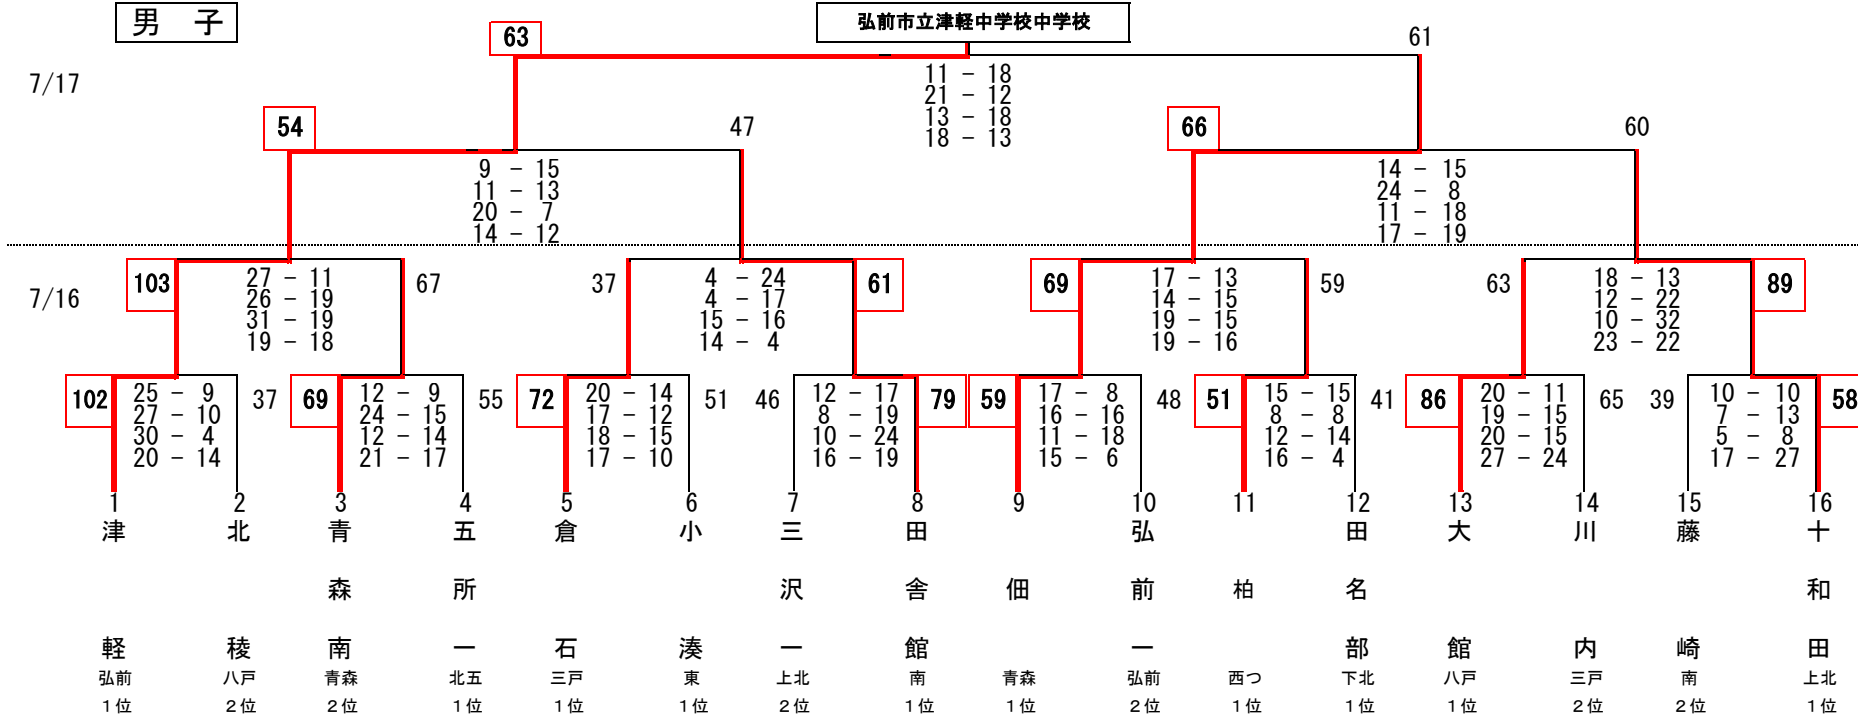 男 子
弘前市立津軽中学校中学校
63
61
7/17
11 - 18
21 - 12
13 - 18
18 - 13
54
47
66
60
9 - 15
11 - 13
20 - 7
14 - 12
14 - 15
24 - 8
11 - 18
17 - 19
7/16
103
27 - 11
26 - 19
31 - 19
19 - 18
67
37
4 - 24
4 - 17
15 - 16
14 - 4
61
69
17 - 13
14 - 15
19 - 15
19 - 16
59
63
18 - 13
12 - 22
10 - 32
23 - 22
89
102
25 - 9
27 - 10
30 - 4
20 - 14
37
69
12 - 9
24 - 15
12 - 14
21 - 17
55
72
20 - 14
17 - 12
18 - 15
17 - 10
51
46
12 - 17
8 - 19
10 - 24
16 - 19
79
59
17 - 8
16 - 16
11 - 18
15 - 6
48
51
15 - 15
8 - 8
12 - 14
16 - 4
41
86
20 - 11
19 - 15
20 - 15
27 - 24
65
39
10 - 10
7 - 13
5 - 8
17 - 27
58
1 2 3 4 5 6 7 8 9 10 11 12 13 14 15 16
津軽
北稜
青森南
五所一
倉石
小湊
三沢一
田舎館
佃
弘前一
柏
田名部
大館
川内
藤崎
十和田
弘前 八戸 青森 北五 三戸 東 上北 南 青森 弘前 西つ 下北 八戸 三戸 南 上北
1位 2位 2位 1位 1位 1位 2位 1位 1位 2位 1位 1位 1位 2位 2位 1位